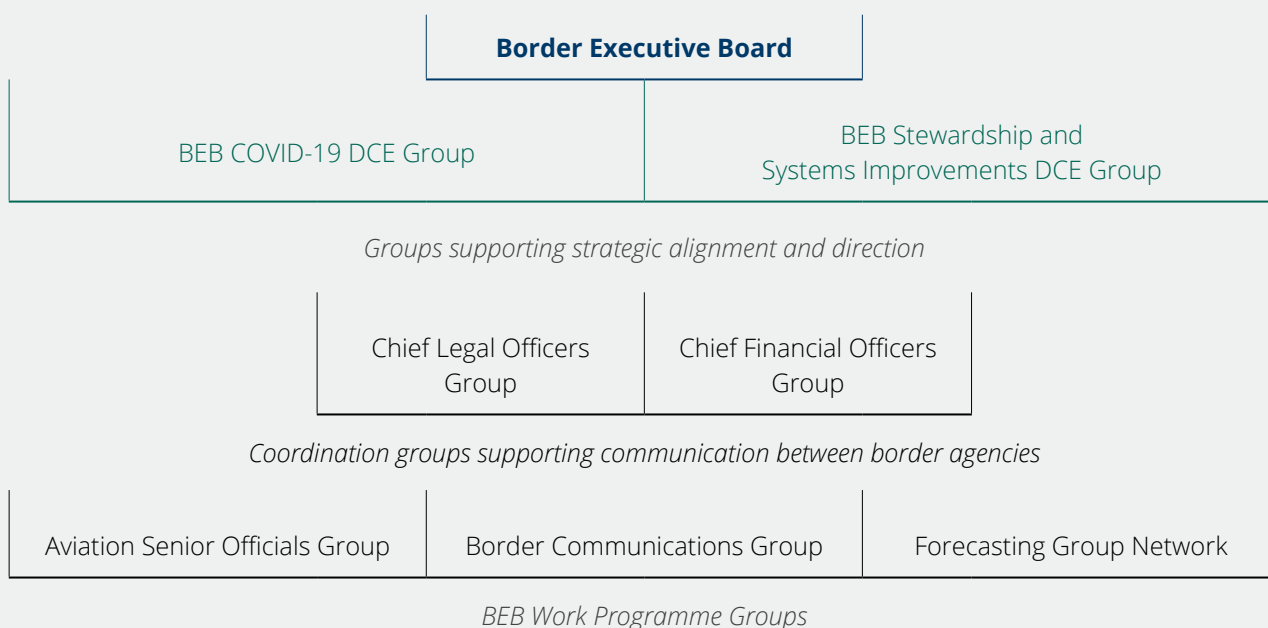 Border Executive Board
BEB COVID-19 DCE Group
BEB Stewardship and
Systems Improvements DCE Group
Groups supporting strategic alignment and direction
Chief Legal Officers
Group
Chief Financial Officers
Group
Coordination groups supporting communication between border agencies
Aviation Senior Officials Group
Border Communications Group
Forecasting Group Network
BEB Work Programme Groups